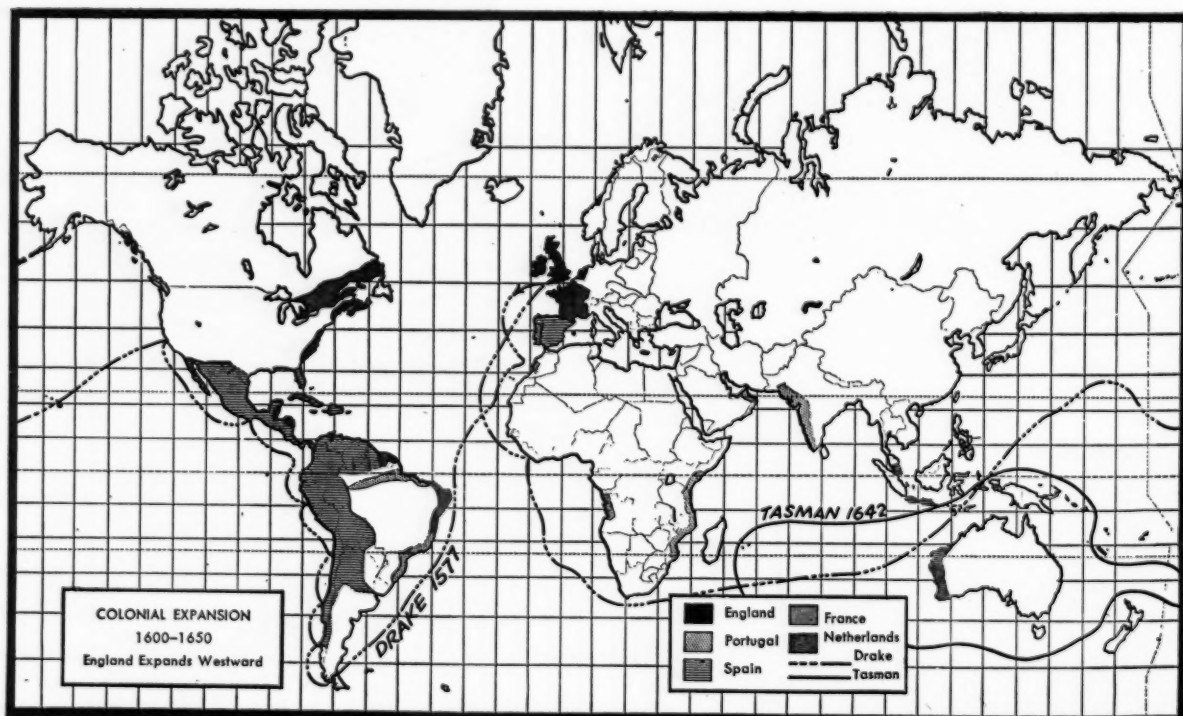 TASMAN 1642
DRAKE 1577
COLONIAL EXPANSION
1600–1650
England Expands Westward
England
Portugal
Spain
France
Netherlands
Drake
Tasman